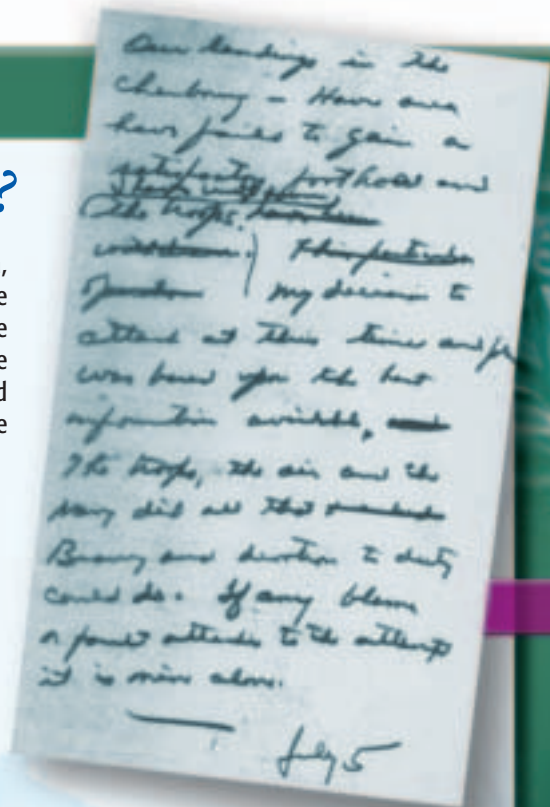 ?
,
e
e
e
d
e
Our landings in the
Cherbourg - Havre area
have failed to gain a
satisfactory foothold and
I have withdrawn
the troops. have been
withdrawn. This particular
operation my decision to
attack at this time and place
was based upon the best
information available, and
The troops, the air and the
Navy did all that
Bravery and devotion to duty
could do. If any blame
or fault attaches to the attempt
it is mine alone.
July 5